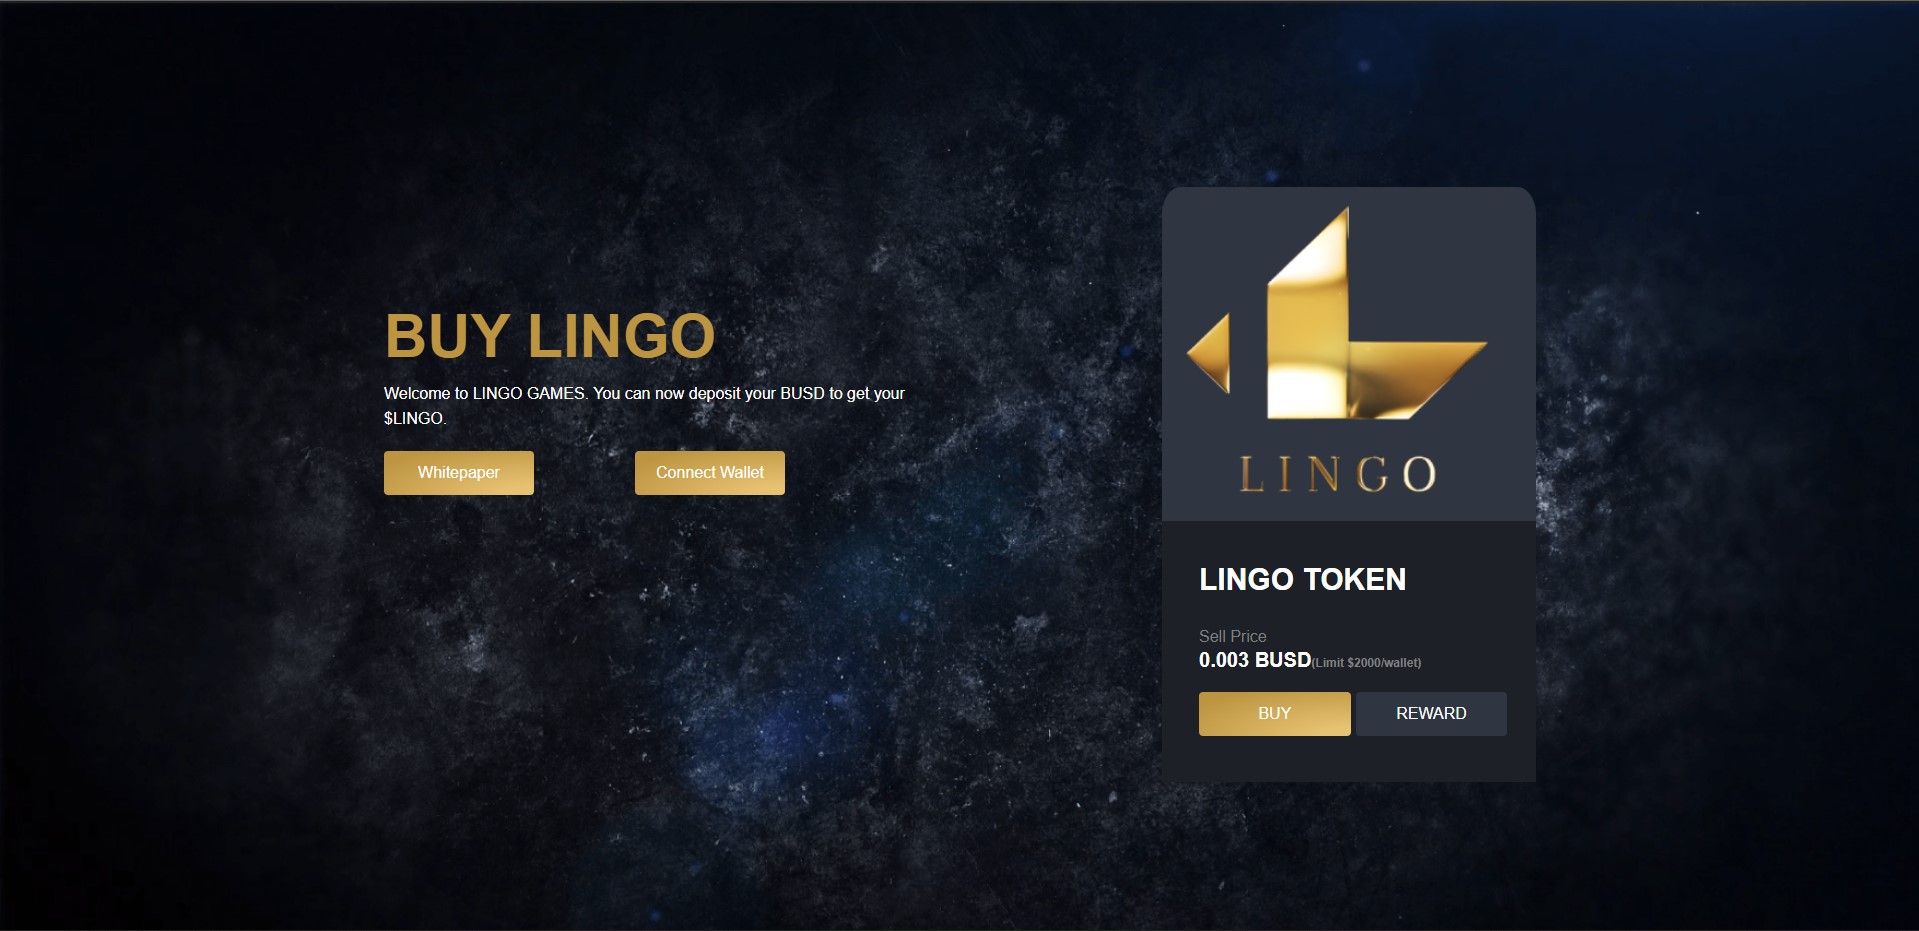 BUY LINGO
Welcome to LINGO GAMES. You can now deposit your BUSD to get your
$LINGO.
Whitepaper
Connect Wallet
LINGO
LINGO TOKEN
Sell Price
0.003 BUSD(Limit $2000/wallet)
BUY
REWARD